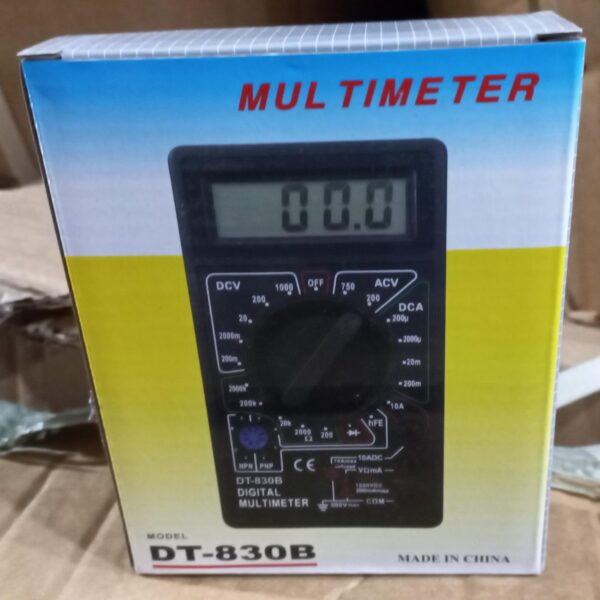 MULTIMETER
00.0
DCV
1000
OFF
750
ACV
200
200
DCA
20
200µ
2000m
2000µ
200m
20m
2000k
200m
200k
10A
20k
2000
Ω
200
hFE
NPN
PNP
CE
10ADC
VΩmA
COM
DT-830B
DIGITAL
MULTIMETER
MODEL
DT-830B
MADE IN CHINA